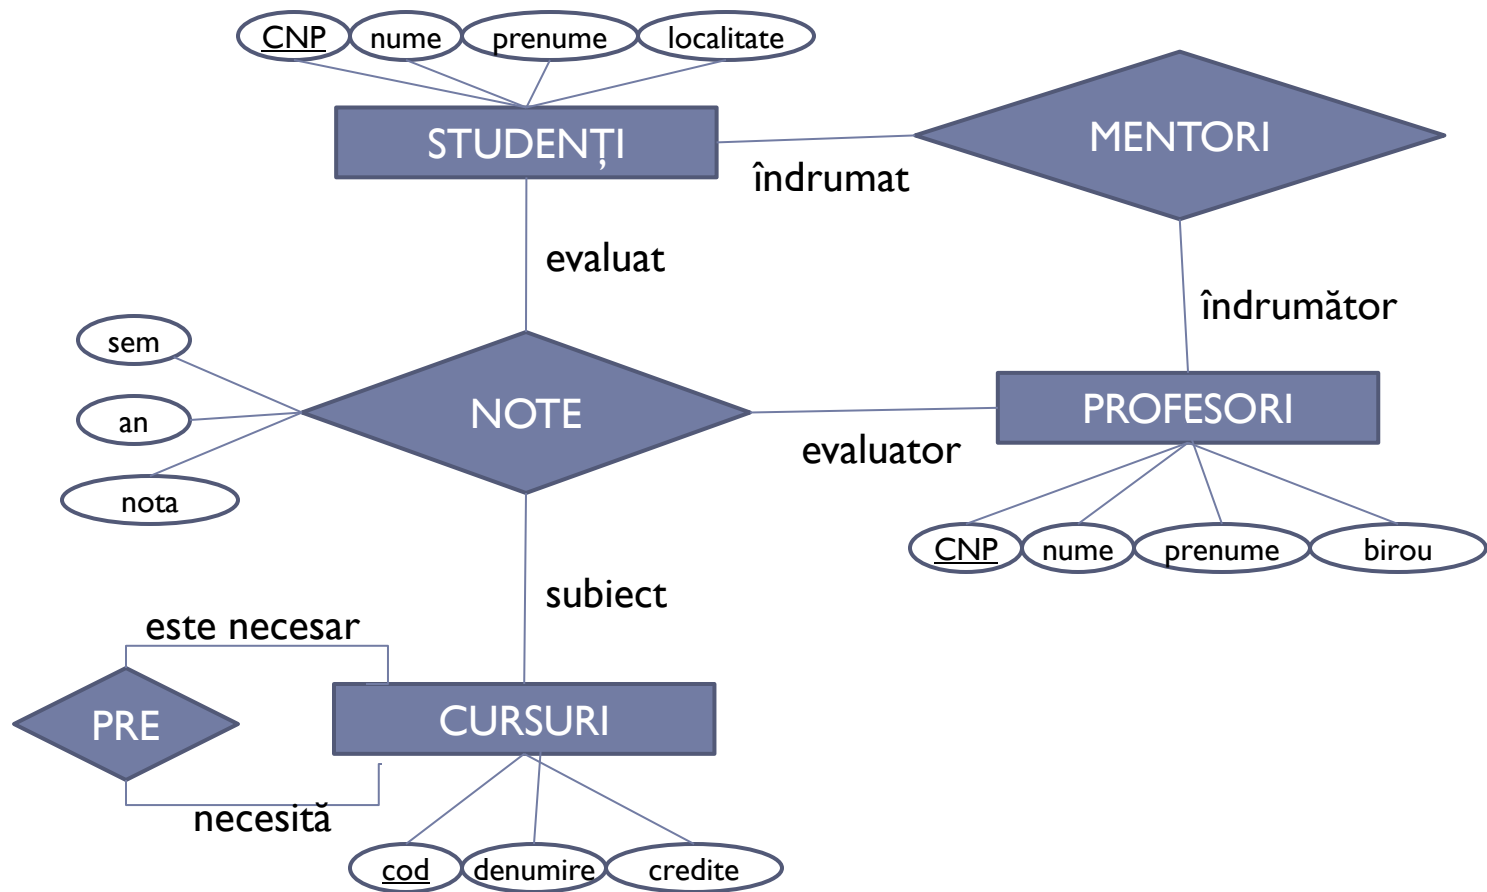 CNP nume prenume localitate
STUDENȚI
MENTORI
îndrumat
evaluat
îndrumător
sem
an
nota
NOTE
PROFESORI
evaluator
CNP nume prenume birou
subiect
este necesar
PRE
CURSURI
necesită
cod denumire credite